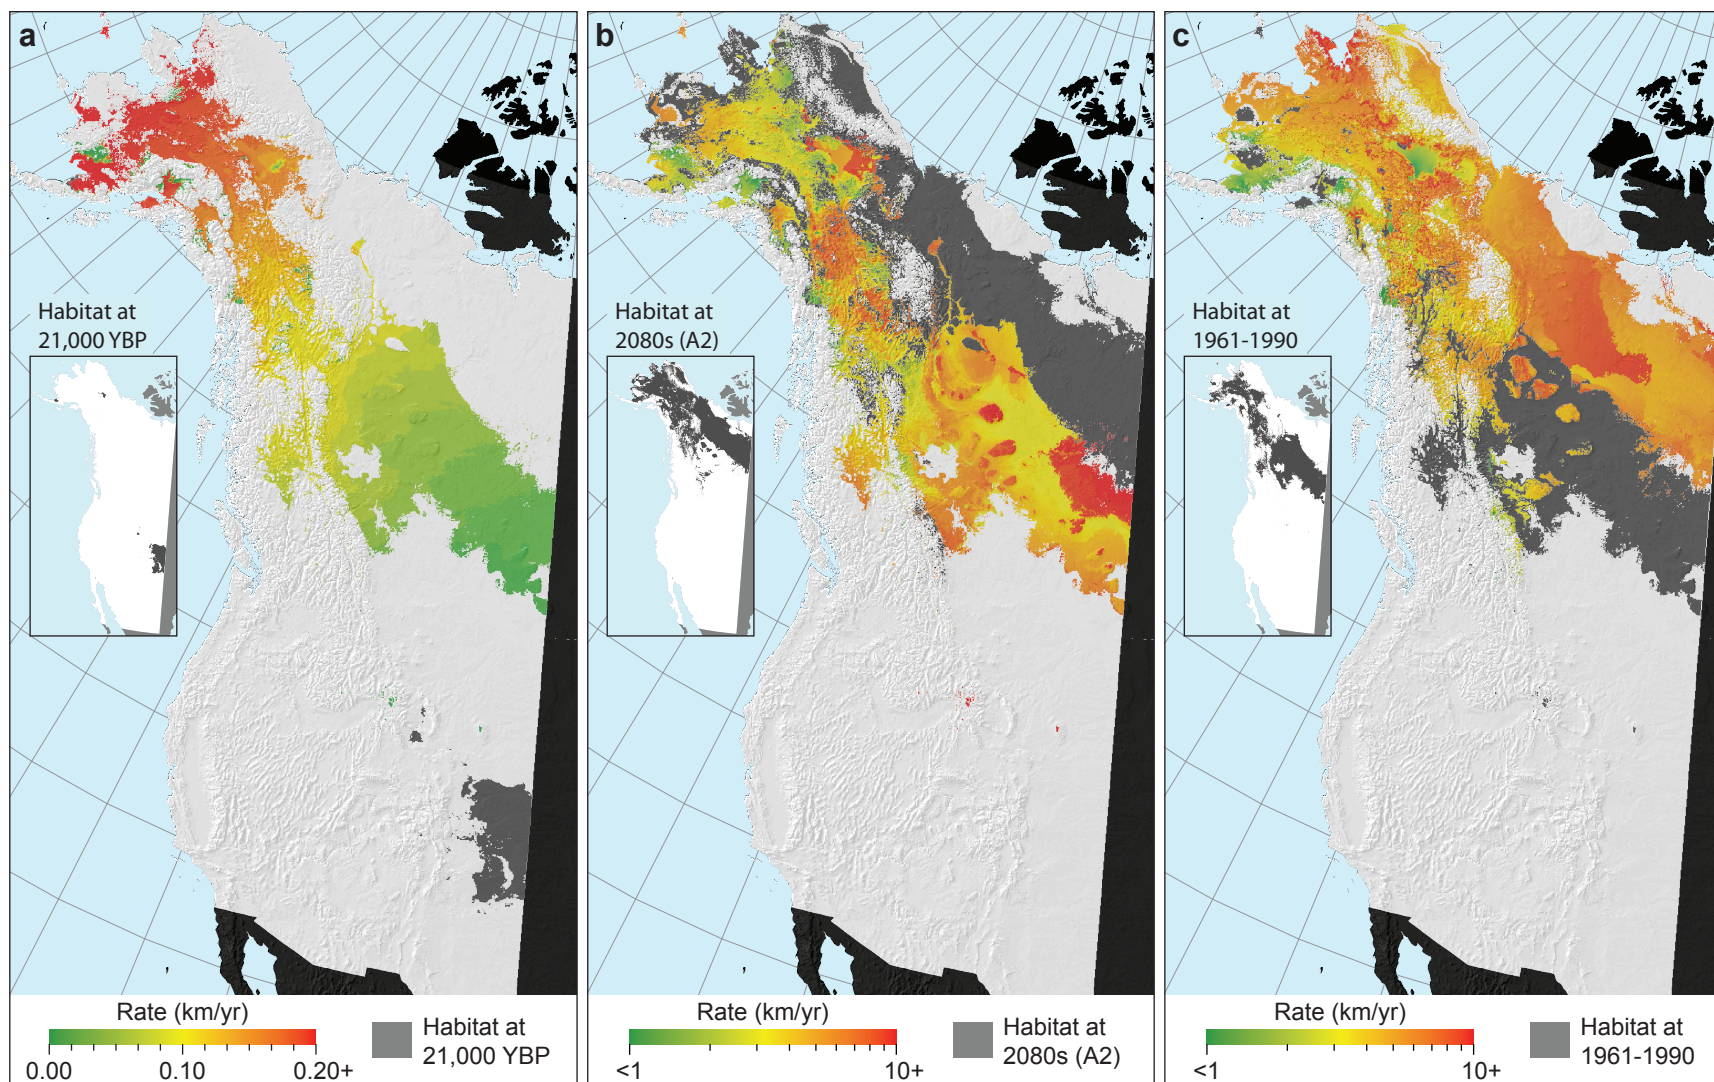 a
Habitat at
21,000 YBP
Rate (km/yr)
0.00 0.10 0.20+
Habitat at
21,000 YBP
b
Habitat at
2080s (A2)
Rate (km/yr)
<1 10+
Habitat at
2080s (A2)
c
Habitat at
1961-1990
Rate (km/yr)
<1 10+
Habitat at
1961-1990